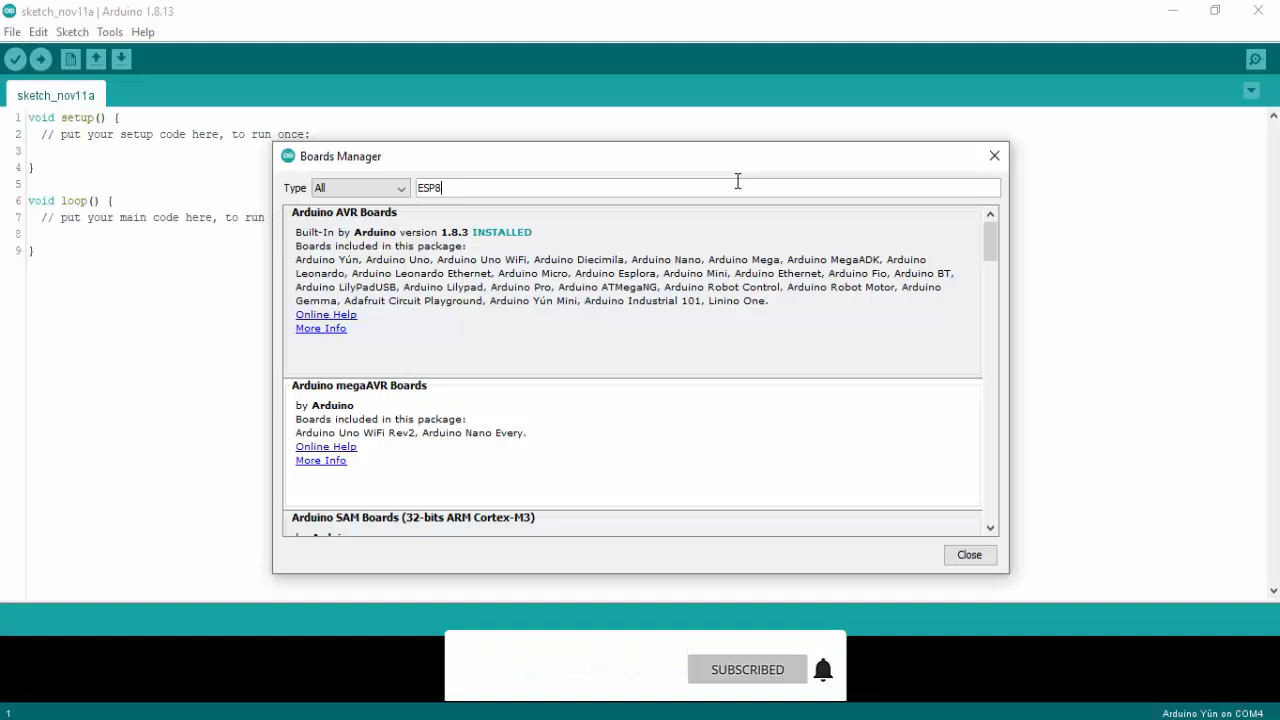 sketch_nov11a | Arduino 1.8.13
File Edit Sketch Tools Help
sketch_nov11a
1 void setup() {
2 // put your setup code here, to run once:
3
4 }
5
6 void loop() {
7 // put your main code here, to run
8
9 }
Boards Manager
Type All ESP8
Arduino AVR Boards
Built-In by Arduino version 1.8.3 INSTALLED
Boards included in this package:
Arduino Yún, Arduino Uno, Arduino Uno WiFi, Arduino Diecimila, Arduino Nano, Arduino Mega, Arduino MegaADK, Arduino
Leonardo, Arduino Leonardo Ethernet, Arduino Micro, Arduino Esplora, Arduino Mini, Arduino Ethernet, Arduino Fio, Arduino BT,
Arduino LilyPadUSB, Arduino Lilypad, Arduino Pro, Arduino ATMegaNG, Arduino Robot Control, Arduino Robot Motor, Arduino
Gemma, Adafruit Circuit Playground, Arduino Yún Mini, Arduino Industrial 101, Linino One.
Online Help
More Info
Arduino megaAVR Boards
by Arduino
Boards included in this package:
Arduino Uno WiFi Rev2, Arduino Nano Every.
Online Help
More Info
Arduino SAM Boards (32-bits ARM Cortex-M3)
Close
SUBSCRIBED
1 Arduino Yún on COM4